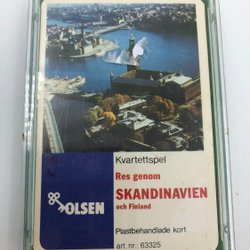 Kvartettspel
Res genom
SKANDINAVIEN
och Finland
OLSEN
Plastbehandlade kort
art. nr.: 63325